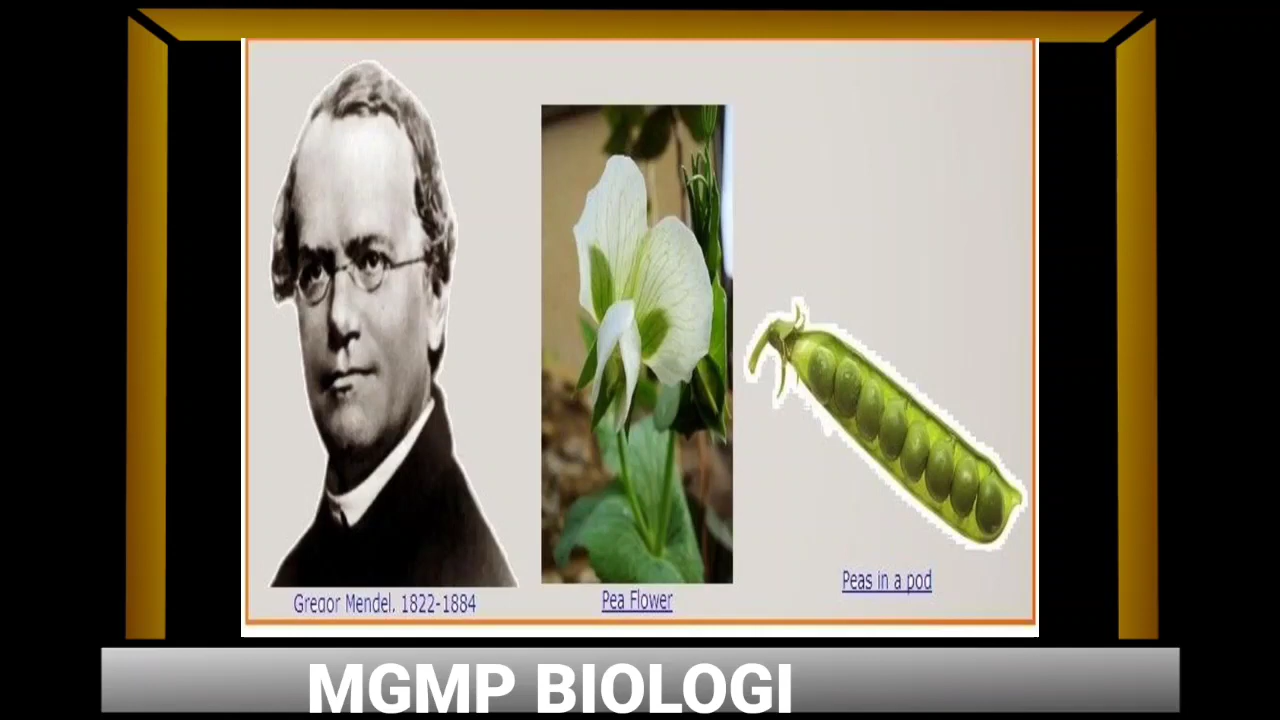 Gregor Mendel, 1822-1884
Pea Flower
Peas in a pod
MGMP BIOLOGI